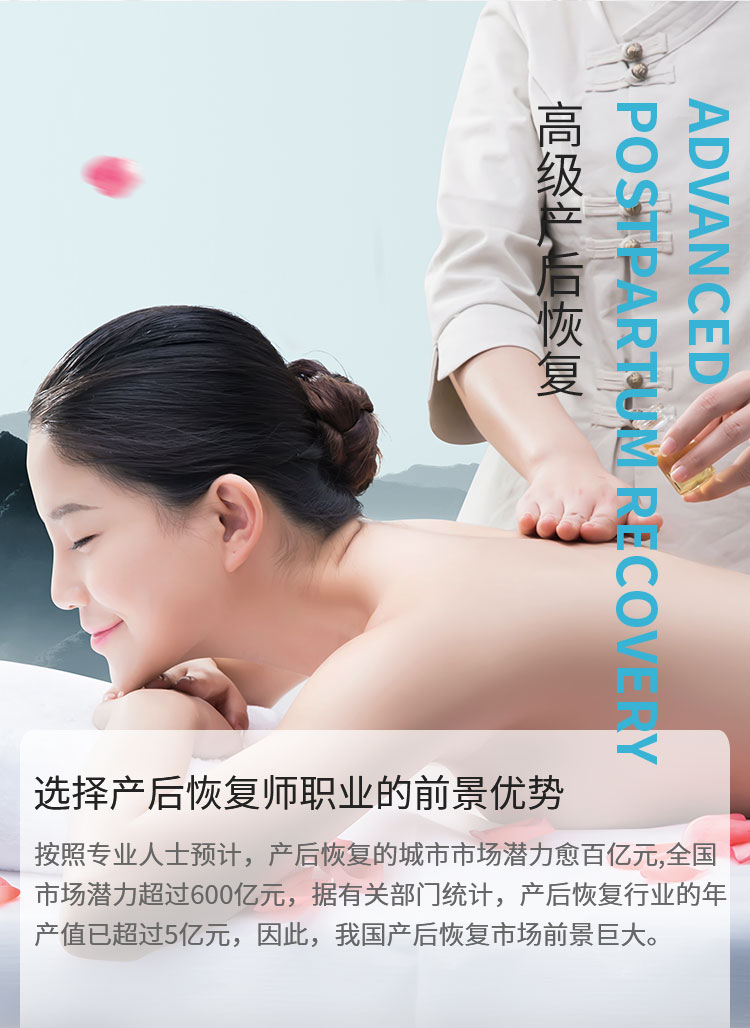 ADVANCED
POSTPARTUM RECOVERY
高级产后恢复
选择产后恢复师职业的前景优势
按照专业人士预计，产后恢复的城市市场潜力愈百亿元,全国
市场潜力超过600亿元，据有关部门统计，产后恢复行业的年
产值已超过5亿元，因此，我国产后恢复市场前景巨大。